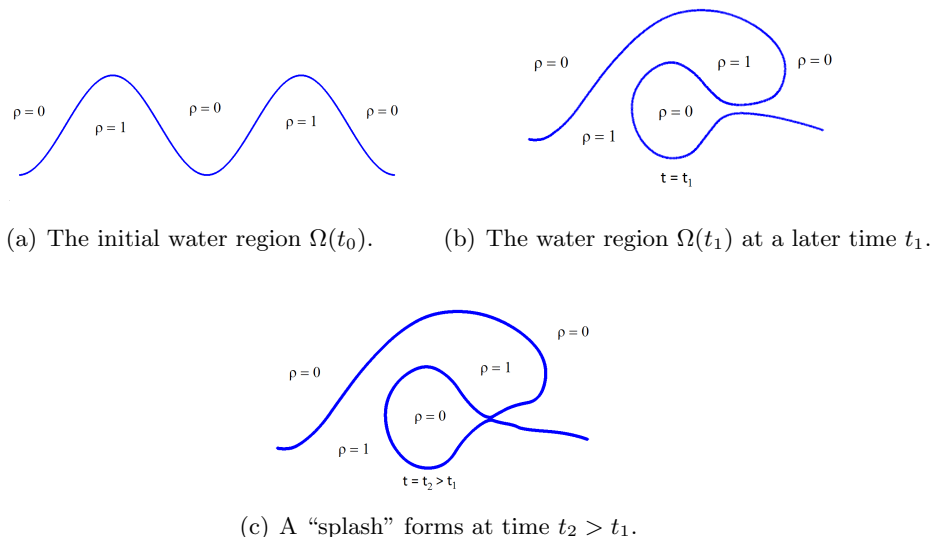 ρ = 0
ρ = 1
ρ = 0
ρ = 1
ρ = 0
(a) The initial water region Ω(t₀).
ρ = 0
ρ = 1
ρ = 0
ρ = 0
ρ = 1
t = t₁
(b) The water region Ω(t₁) at a later time t₁.
ρ = 0
ρ = 0
ρ = 1
ρ = 0
ρ = 1
t = t₂ > t₁
(c) A “splash” forms at time t₂ > t₁.